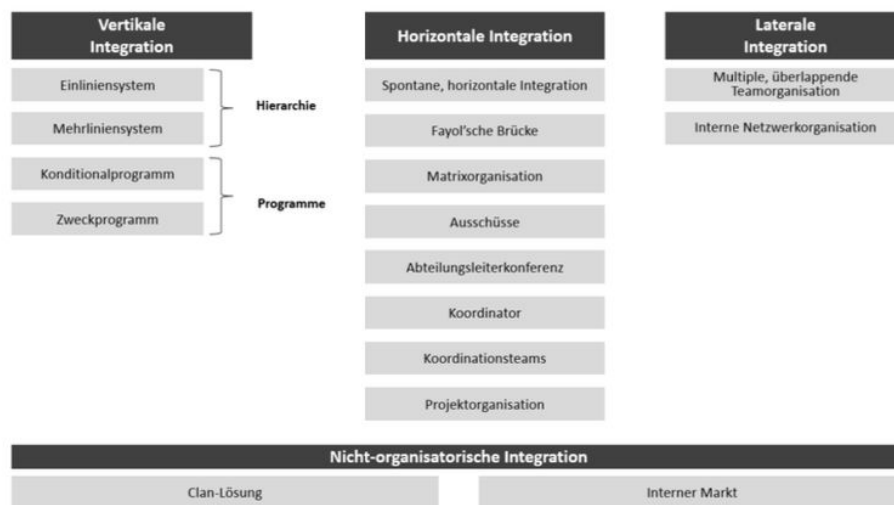 Vertikale
Integration
Einliniensystem
Mehrliniensystem
Hierarchie
Konditionalprogramm
Zweckprogramm
Programme
Horizontale Integration
Spontane, horizontale Integration
Fayol'sche Brücke
Matrixorganisation
Ausschüsse
Abteilungsleiterkonferenz
Koordinator
Koordinationsteams
Projektorganisation
Laterale
Integration
Multiple, überlappende
Teamorganisation
Interne Netzwerkorganisation
Nicht-organisatorische Integration
Clan-Lösung
Interner Markt